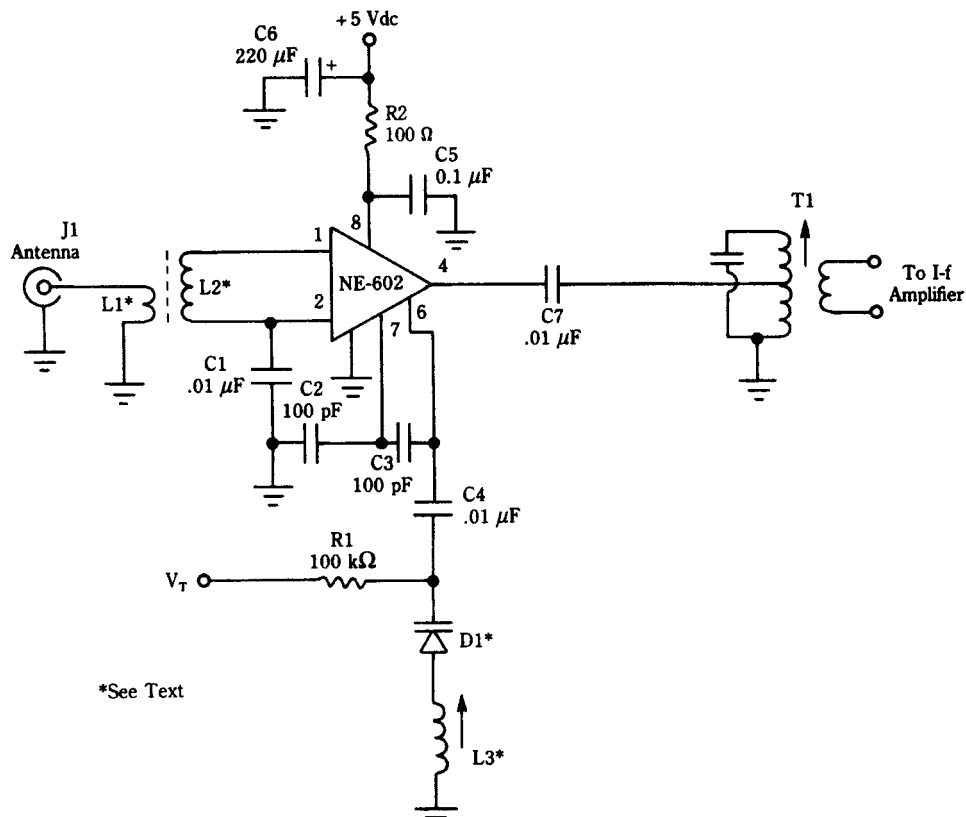 +5 Vdc
C6
220 μF
+
R2
100 Ω
C5
0.1 μF
J1
Antenna
L1*
L2*
1
2
8
NE-602
4
6
7
C7
.01 μF
T1
To I-f
Amplifier
C1
.01 μF
C2
100 pF
C3
100 pF
C4
.01 μF
R1
100 kΩ
V_T
D1*
*See Text
L3*